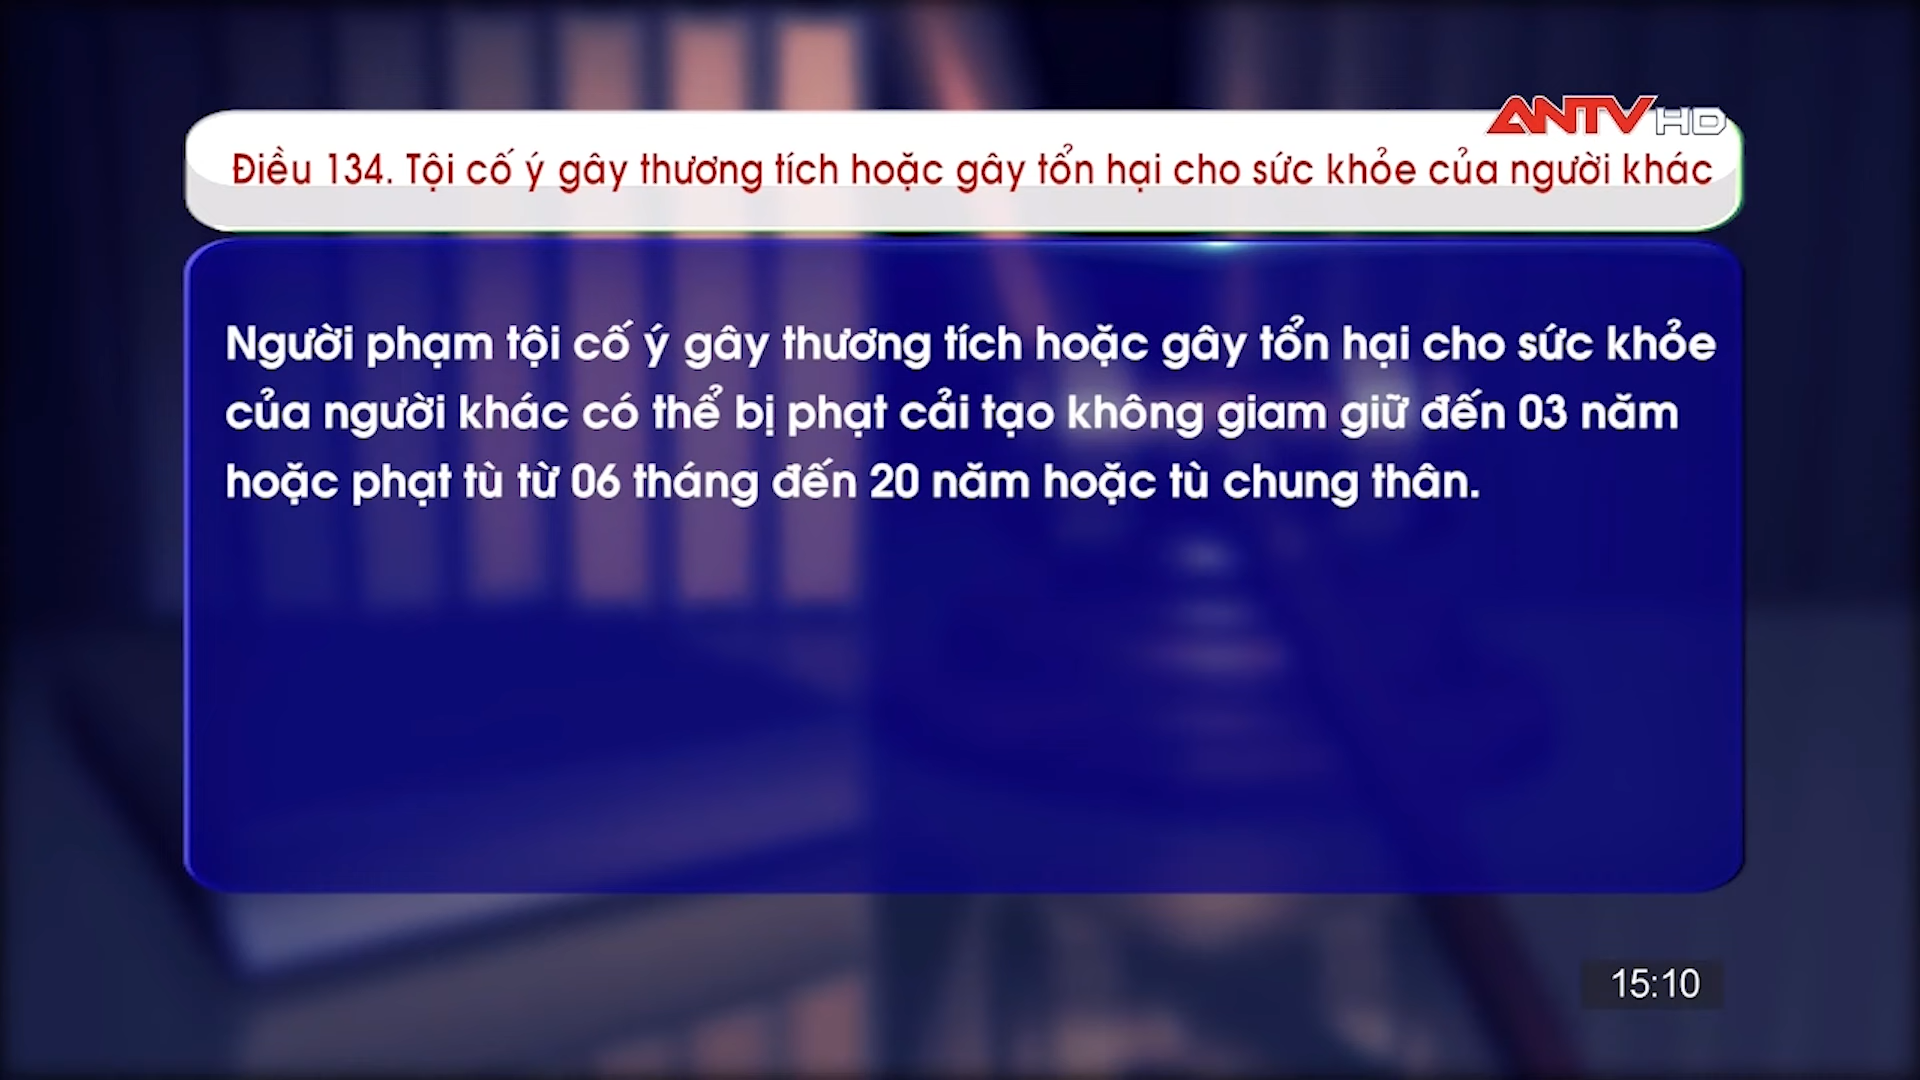 ANTV HD
Điều 134. Tội cố ý gây thương tích hoặc gây tổn hại cho sức khỏe của người khác
Người phạm tội cố ý gây thương tích hoặc gây tổn hại cho sức khỏe
của người khác có thể bị phạt cải tạo không giam giữ đến 03 năm
hoặc phạt tù từ 06 tháng đến 20 năm hoặc tù chung thân.
15:10